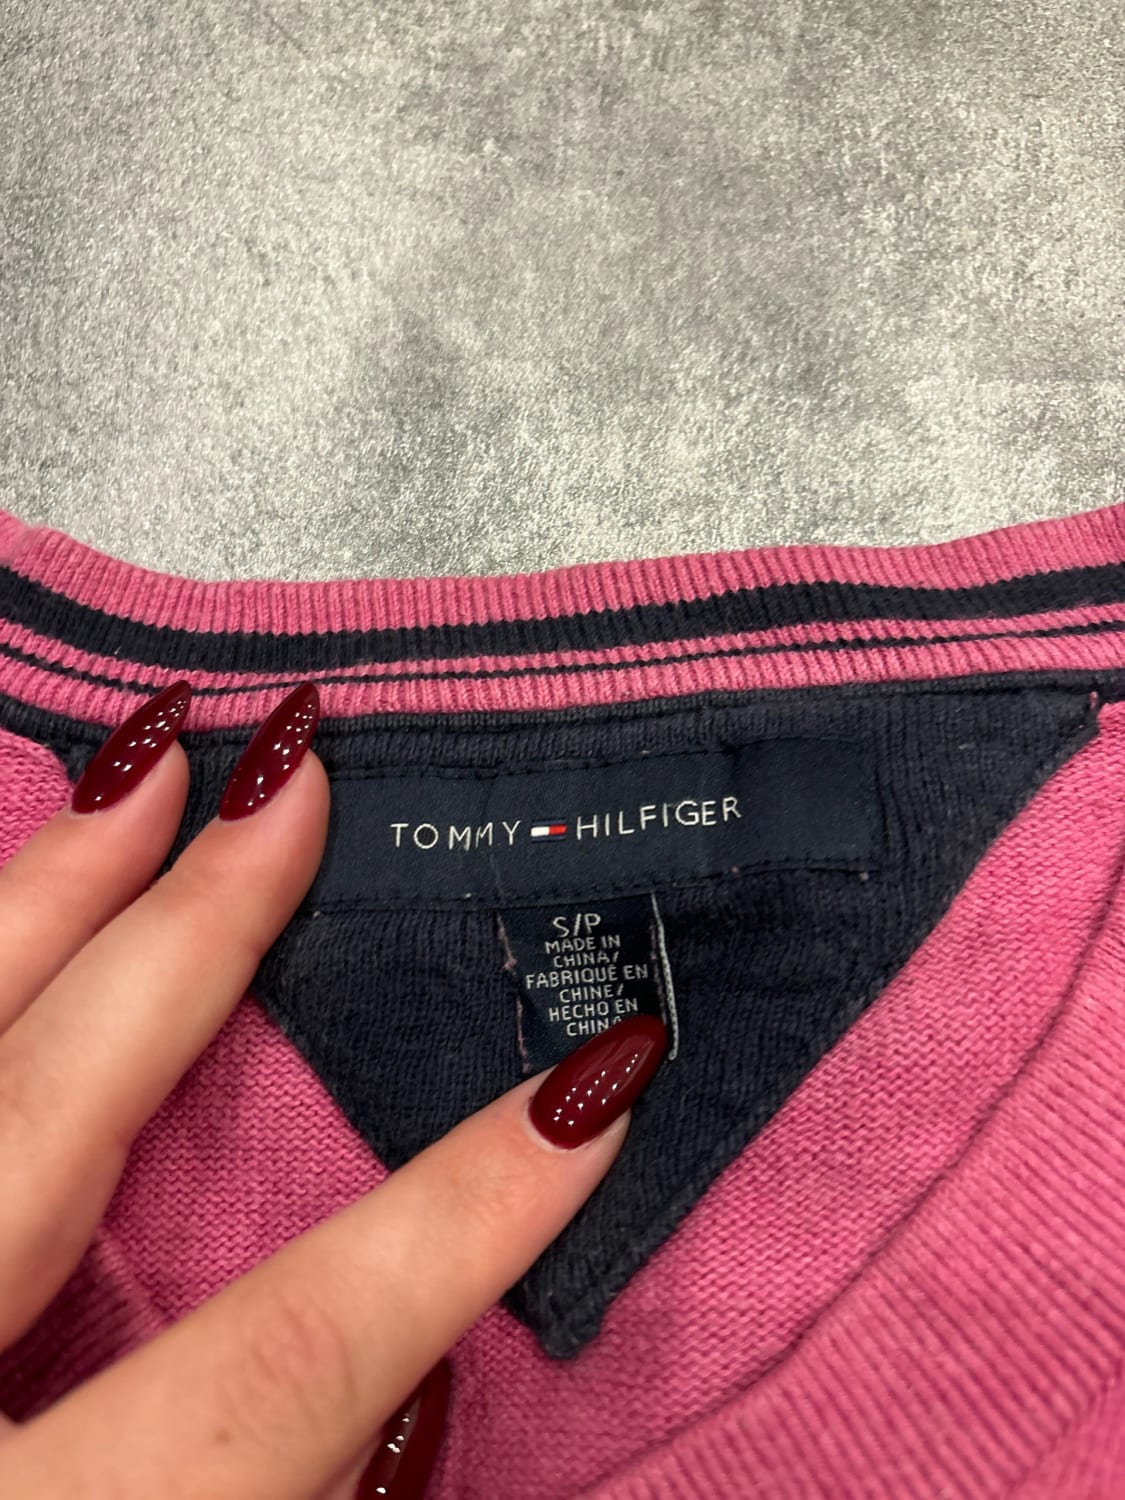 TOMMY HILFIGER
S/P
MADE IN
CHINA/
FABRIQUÉ EN
CHINE/
HECHO EN